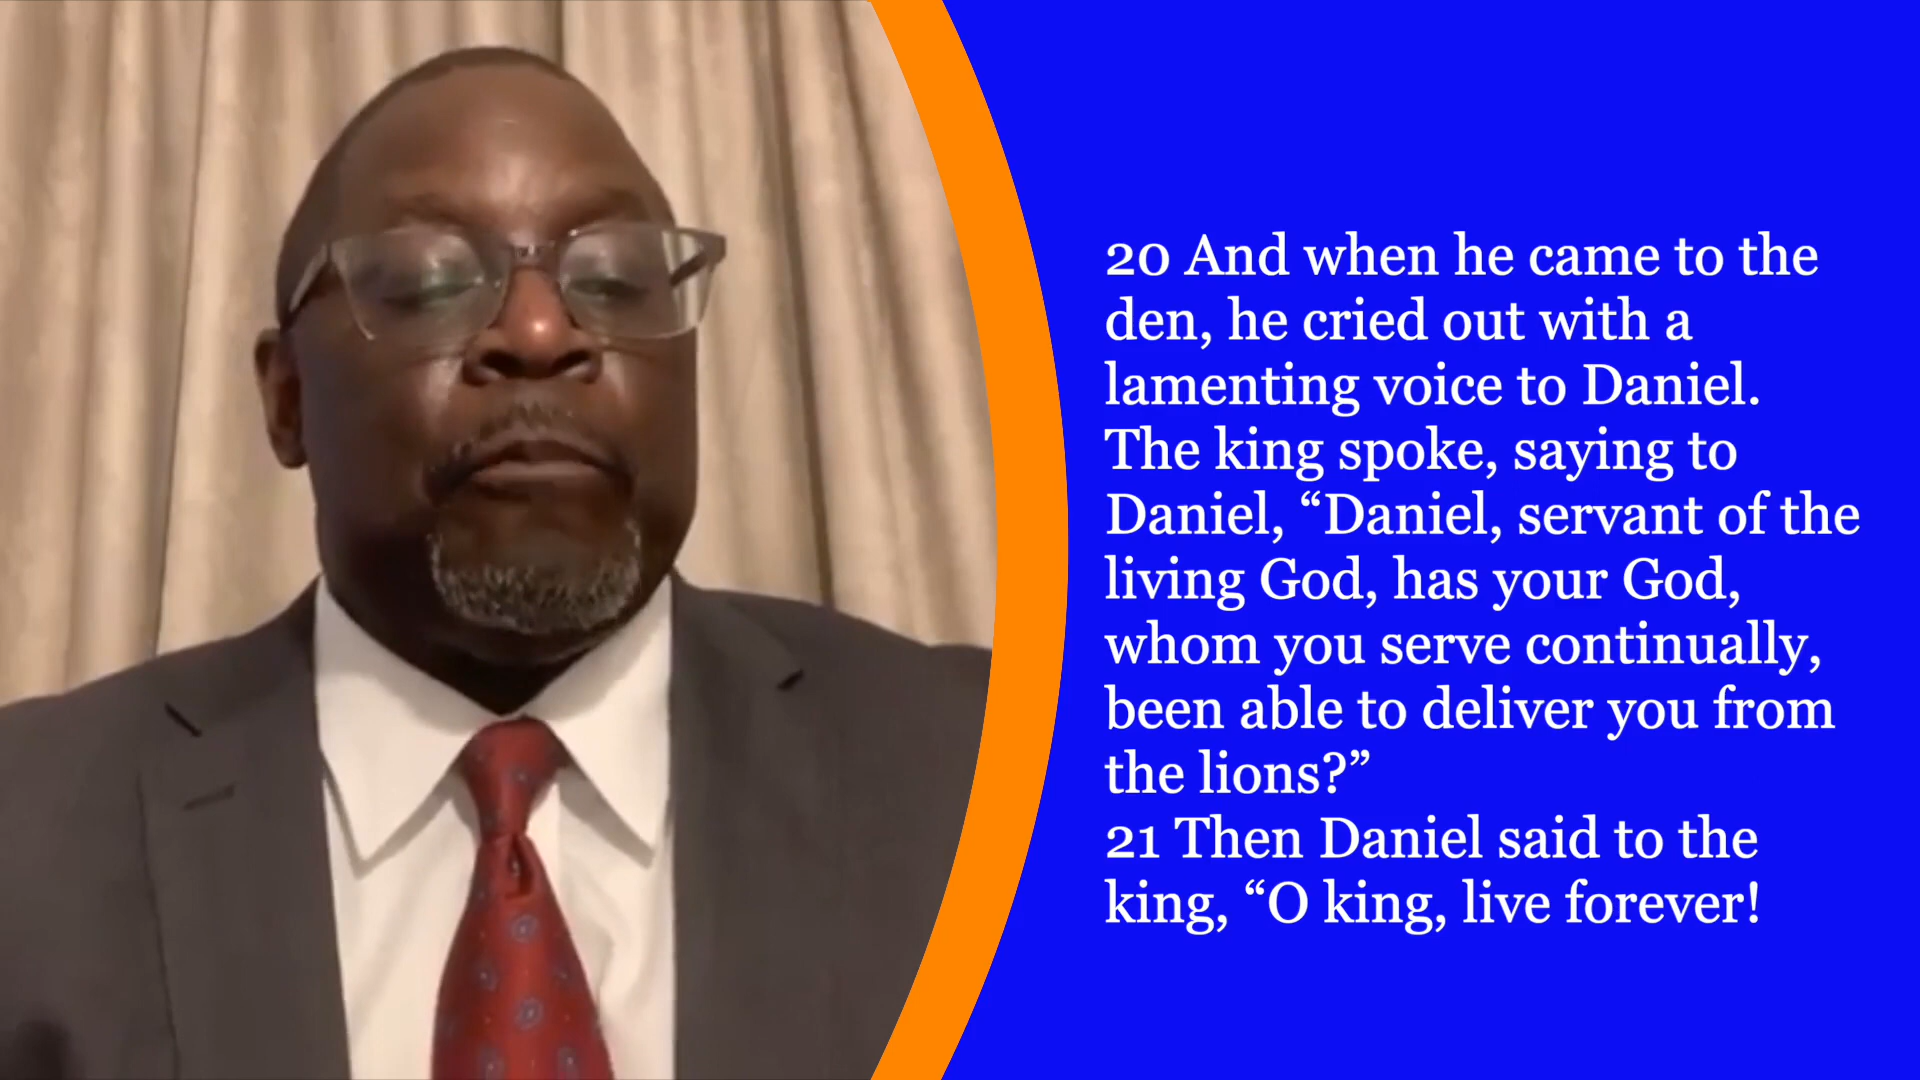 20 And when he came to the
den, he cried out with a
lamenting voice to Daniel.
The king spoke, saying to
Daniel, “Daniel, servant of the
living God, has your God,
whom you serve continually,
been able to deliver you from
the lions?”
21 Then Daniel said to the
king, “O king, live forever!